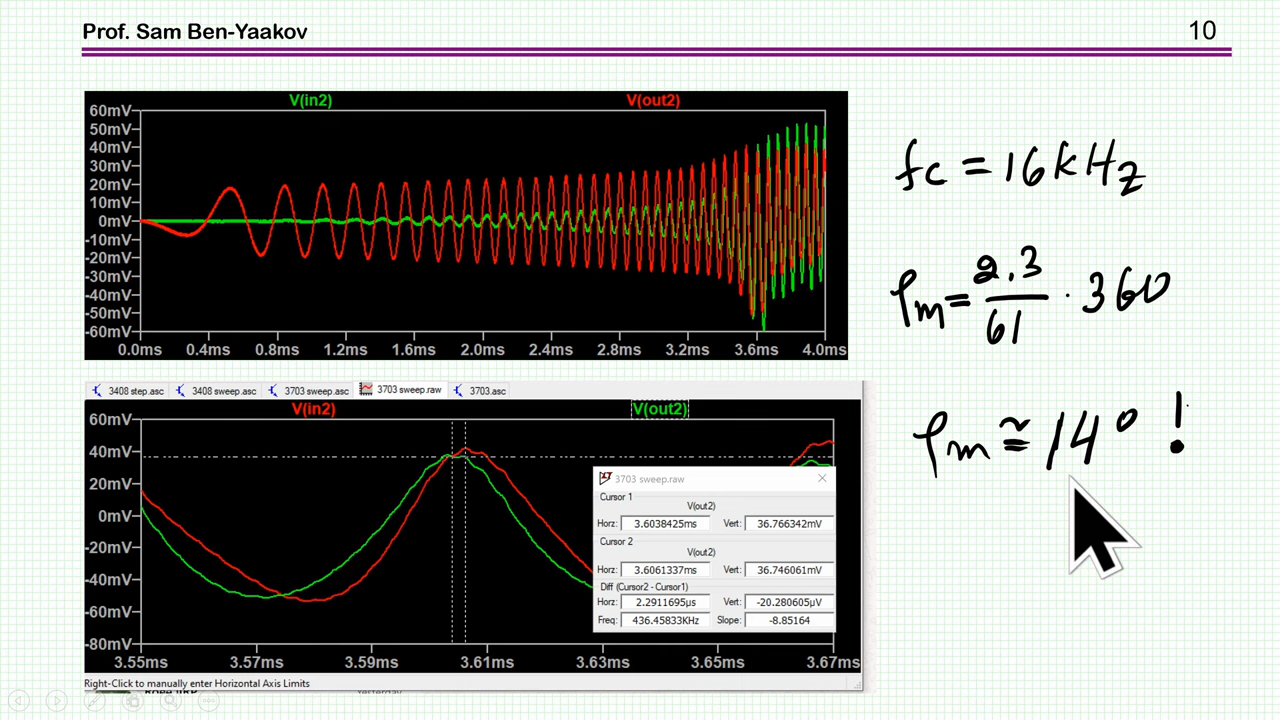 Prof. Sam Ben-Yaakov
10
V(in2)
V(out2)
60mV
50mV
40mV
30mV
20mV
10mV
0mV
-10mV
-20mV
-30mV
-40mV
-50mV
-60mV
0.0ms 0.4ms 0.8ms 1.2ms 1.6ms 2.0ms 2.4ms 2.8ms 3.2ms 3.6ms 4.0ms
fc = 16kHz
φm = 2.3/61 · 360
φm ≅ 14° !
3408 step.asc 3408 sweep.asc 3703 sweep.asc 3703 sweep.raw 3703.asc
V(in2)
V(out2)
60mV
40mV
20mV
0mV
-20mV
-40mV
-60mV
-80mV
3.55ms 3.57ms 3.59ms 3.61ms 3.63ms 3.65ms 3.67ms
3703 sweep.raw
Cursor 1
V(out2)
Horz: 3.6038425ms Vert: 36.766342mV
Cursor 2
V(out2)
Horz: 3.6061337ms Vert: 36.746061mV
Diff (Cursor2 - Cursor1)
Horz: 2.2911695µs Vert: -20.280605µV
Freq: 436.45833KHz Slope: -8.85164
Right-Click to manually enter Horizontal Axis Limits